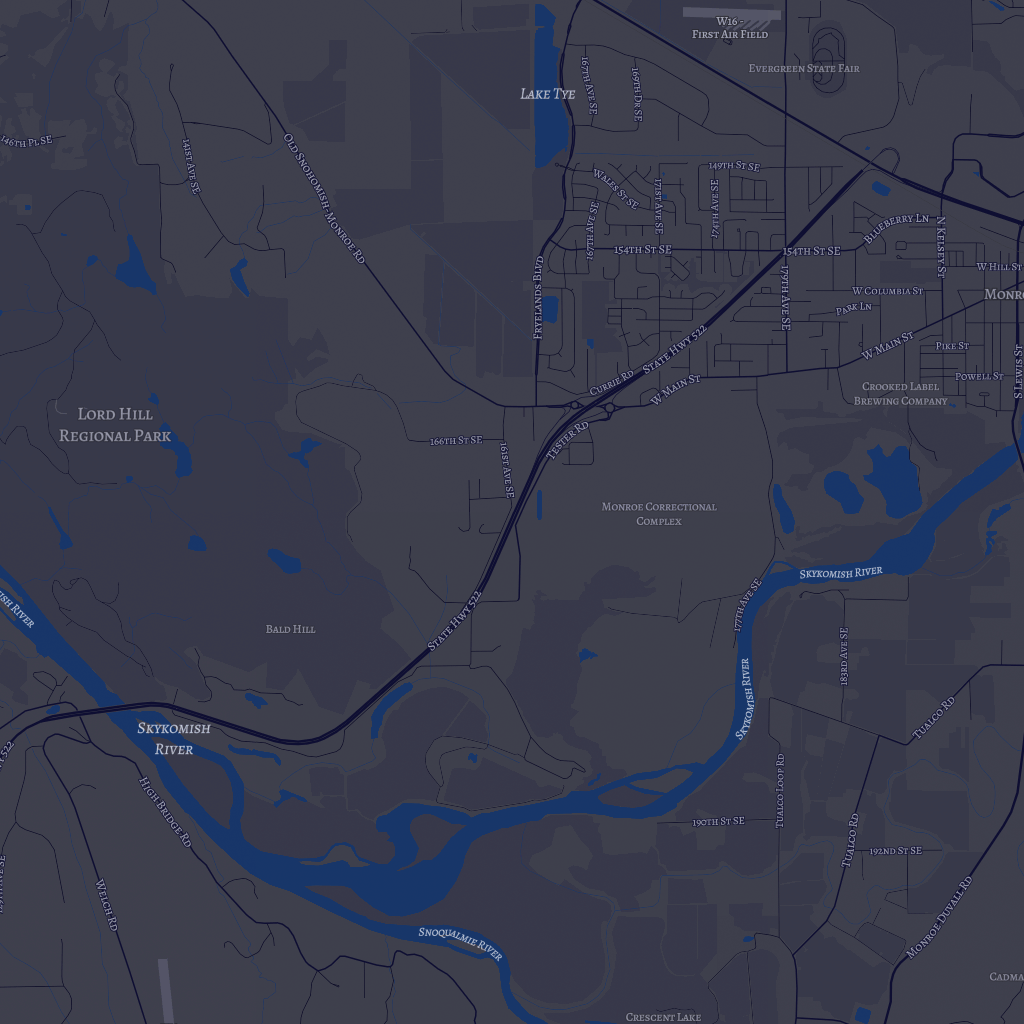 W16 -
First Air Field
Evergreen State Fair
167th Ave SE
169th Dr SE
Lake Tye
146th Pl SE
141st Ave SE
Old Snohomish-Monroe Rd
149th St SE
Wales St SE
171st Ave SE
174th Ave SE
167th Ave SE
Blueberry Ln
N Kelsey St
154th St SE
154th St SE
W Hill St
Fryelands Blvd
179th Ave SE
W Columbia St
Park Ln
State Hwy 522
W Main St
Pike St
S Lewis St
Powell St
Currie Rd
W Main St
Crooked Label
Brewing Company
Lord Hill
Regional Park
166th St SE
161st Ave SE
Tester Rd
Monroe Correctional
Complex
Skykomish River
177th Ave SE
State Hwy 522
Bald Hill
183rd Ave SE
Skykomish River
Tualco Rd
Skykomish
River
High Bridge Rd
Tualco Loop Rd
190th St SE
Tualco Rd
192nd St SE
Welch Rd
Monroe Duvall Rd
Snoqualmie River
Crescent Lake